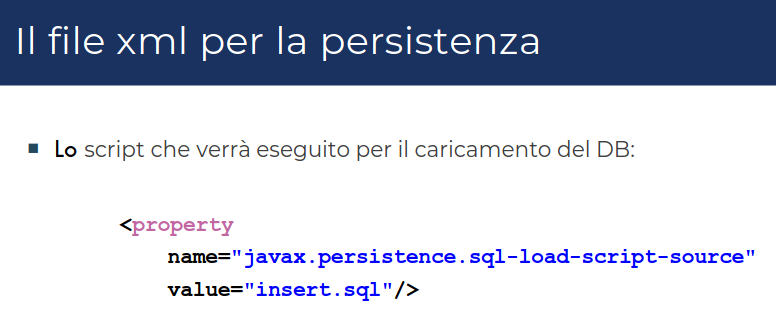 Il file xml per la persistenza
Lo script che verrà eseguito per il caricamento del DB:
<property
name="javax.persistence.sql-load-script-source"
value="insert.sql"/>